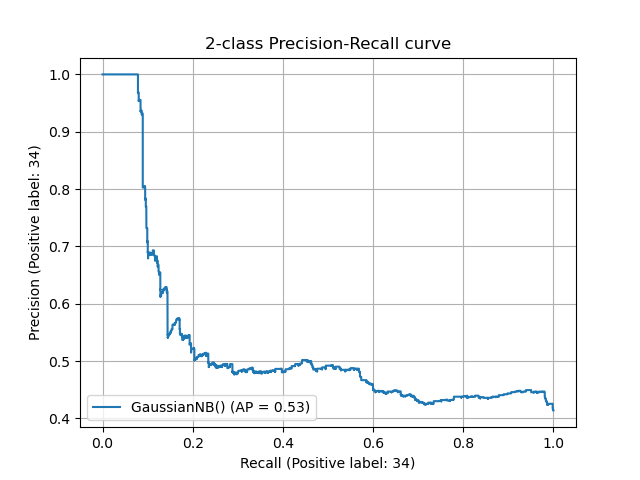 2-class Precision-Recall curve
Precision (Positive label: 34)
1.0
0.9
0.8
0.7
0.6
0.5
0.4
GaussianNB() (AP = 0.53)
0.0 0.2 0.4 0.6 0.8 1.0
Recall (Positive label: 34)